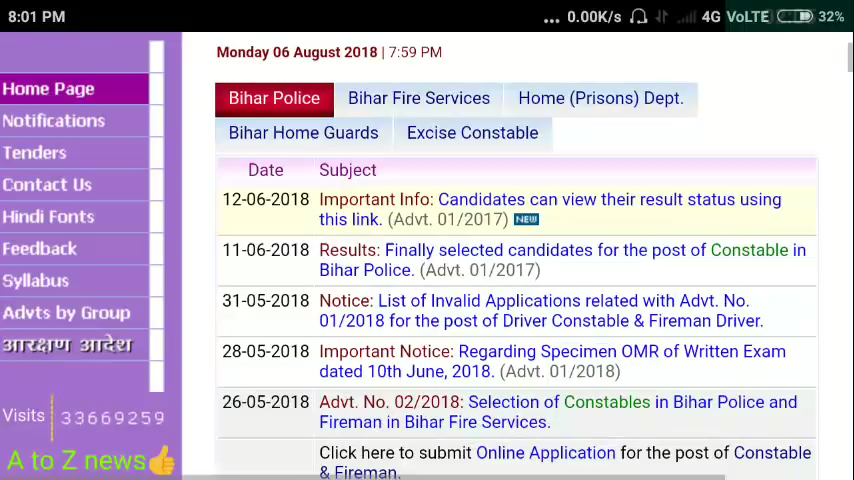 8:01 PM
... 0.00K/s 4G VoLTE 32%
Monday 06 August 2018 | 7:59 PM
Home Page
Notifications
Tenders
Contact Us
Hindi Fonts
Feedback
Syllabus
Advts by Group
आरक्षण आदेश
Visits 33669259
A to Z news👍
Bihar Police Bihar Fire Services Home (Prisons) Dept.
Bihar Home Guards Excise Constable
Date Subject
12-06-2018 Important Info: Candidates can view their result status using
this link. (Advt. 01/2017) NEW
11-06-2018 Results: Finally selected candidates for the post of Constable in
Bihar Police. (Advt. 01/2017)
31-05-2018 Notice: List of Invalid Applications related with Advt. No.
01/2018 for the post of Driver Constable & Fireman Driver.
28-05-2018 Important Notice: Regarding Specimen OMR of Written Exam
dated 10th June, 2018. (Advt. 01/2018)
26-05-2018 Advt. No. 02/2018: Selection of Constables in Bihar Police and
Fireman in Bihar Fire Services.
Click here to submit Online Application for the post of Constable
& Fireman.